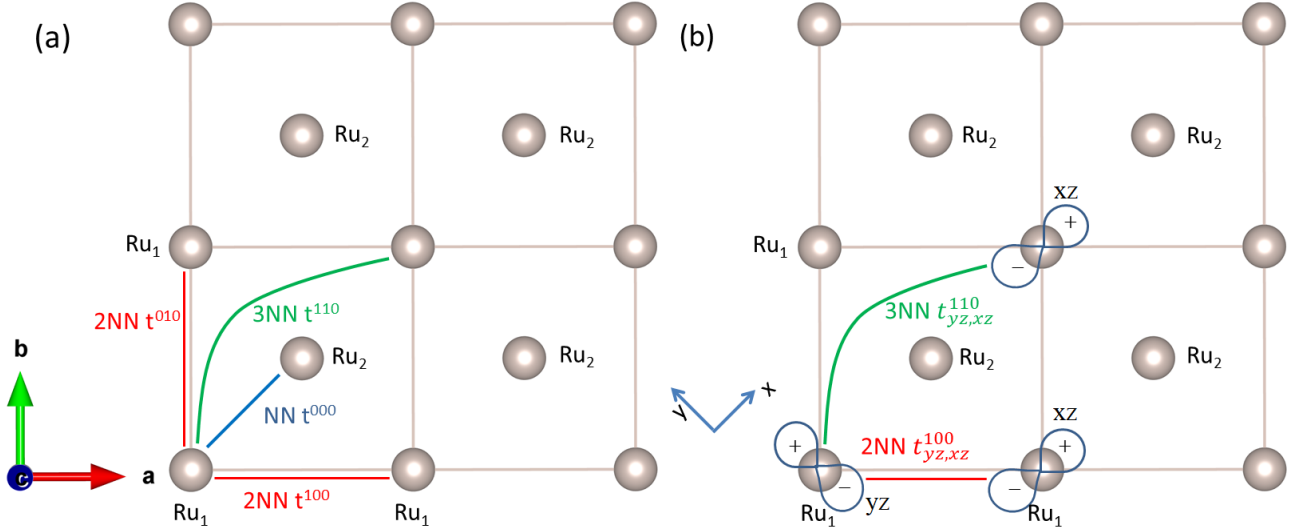 (a)
Ru₂
Ru₂
Ru₁
2NN t⁰¹⁰
3NN t¹¹⁰
Ru₂
Ru₂
NN t⁰⁰⁰
b
c
a
2NN t¹⁰⁰
Ru₁
Ru₁
(b)
Ru₂
Ru₂
xz
+
−
Ru₁
3NN t¹¹⁰yz,xz
Ru₂
Ru₂
y
x
xz
+
−
+
−
2NN t¹⁰⁰yz,xz
yz
Ru₁
Ru₁